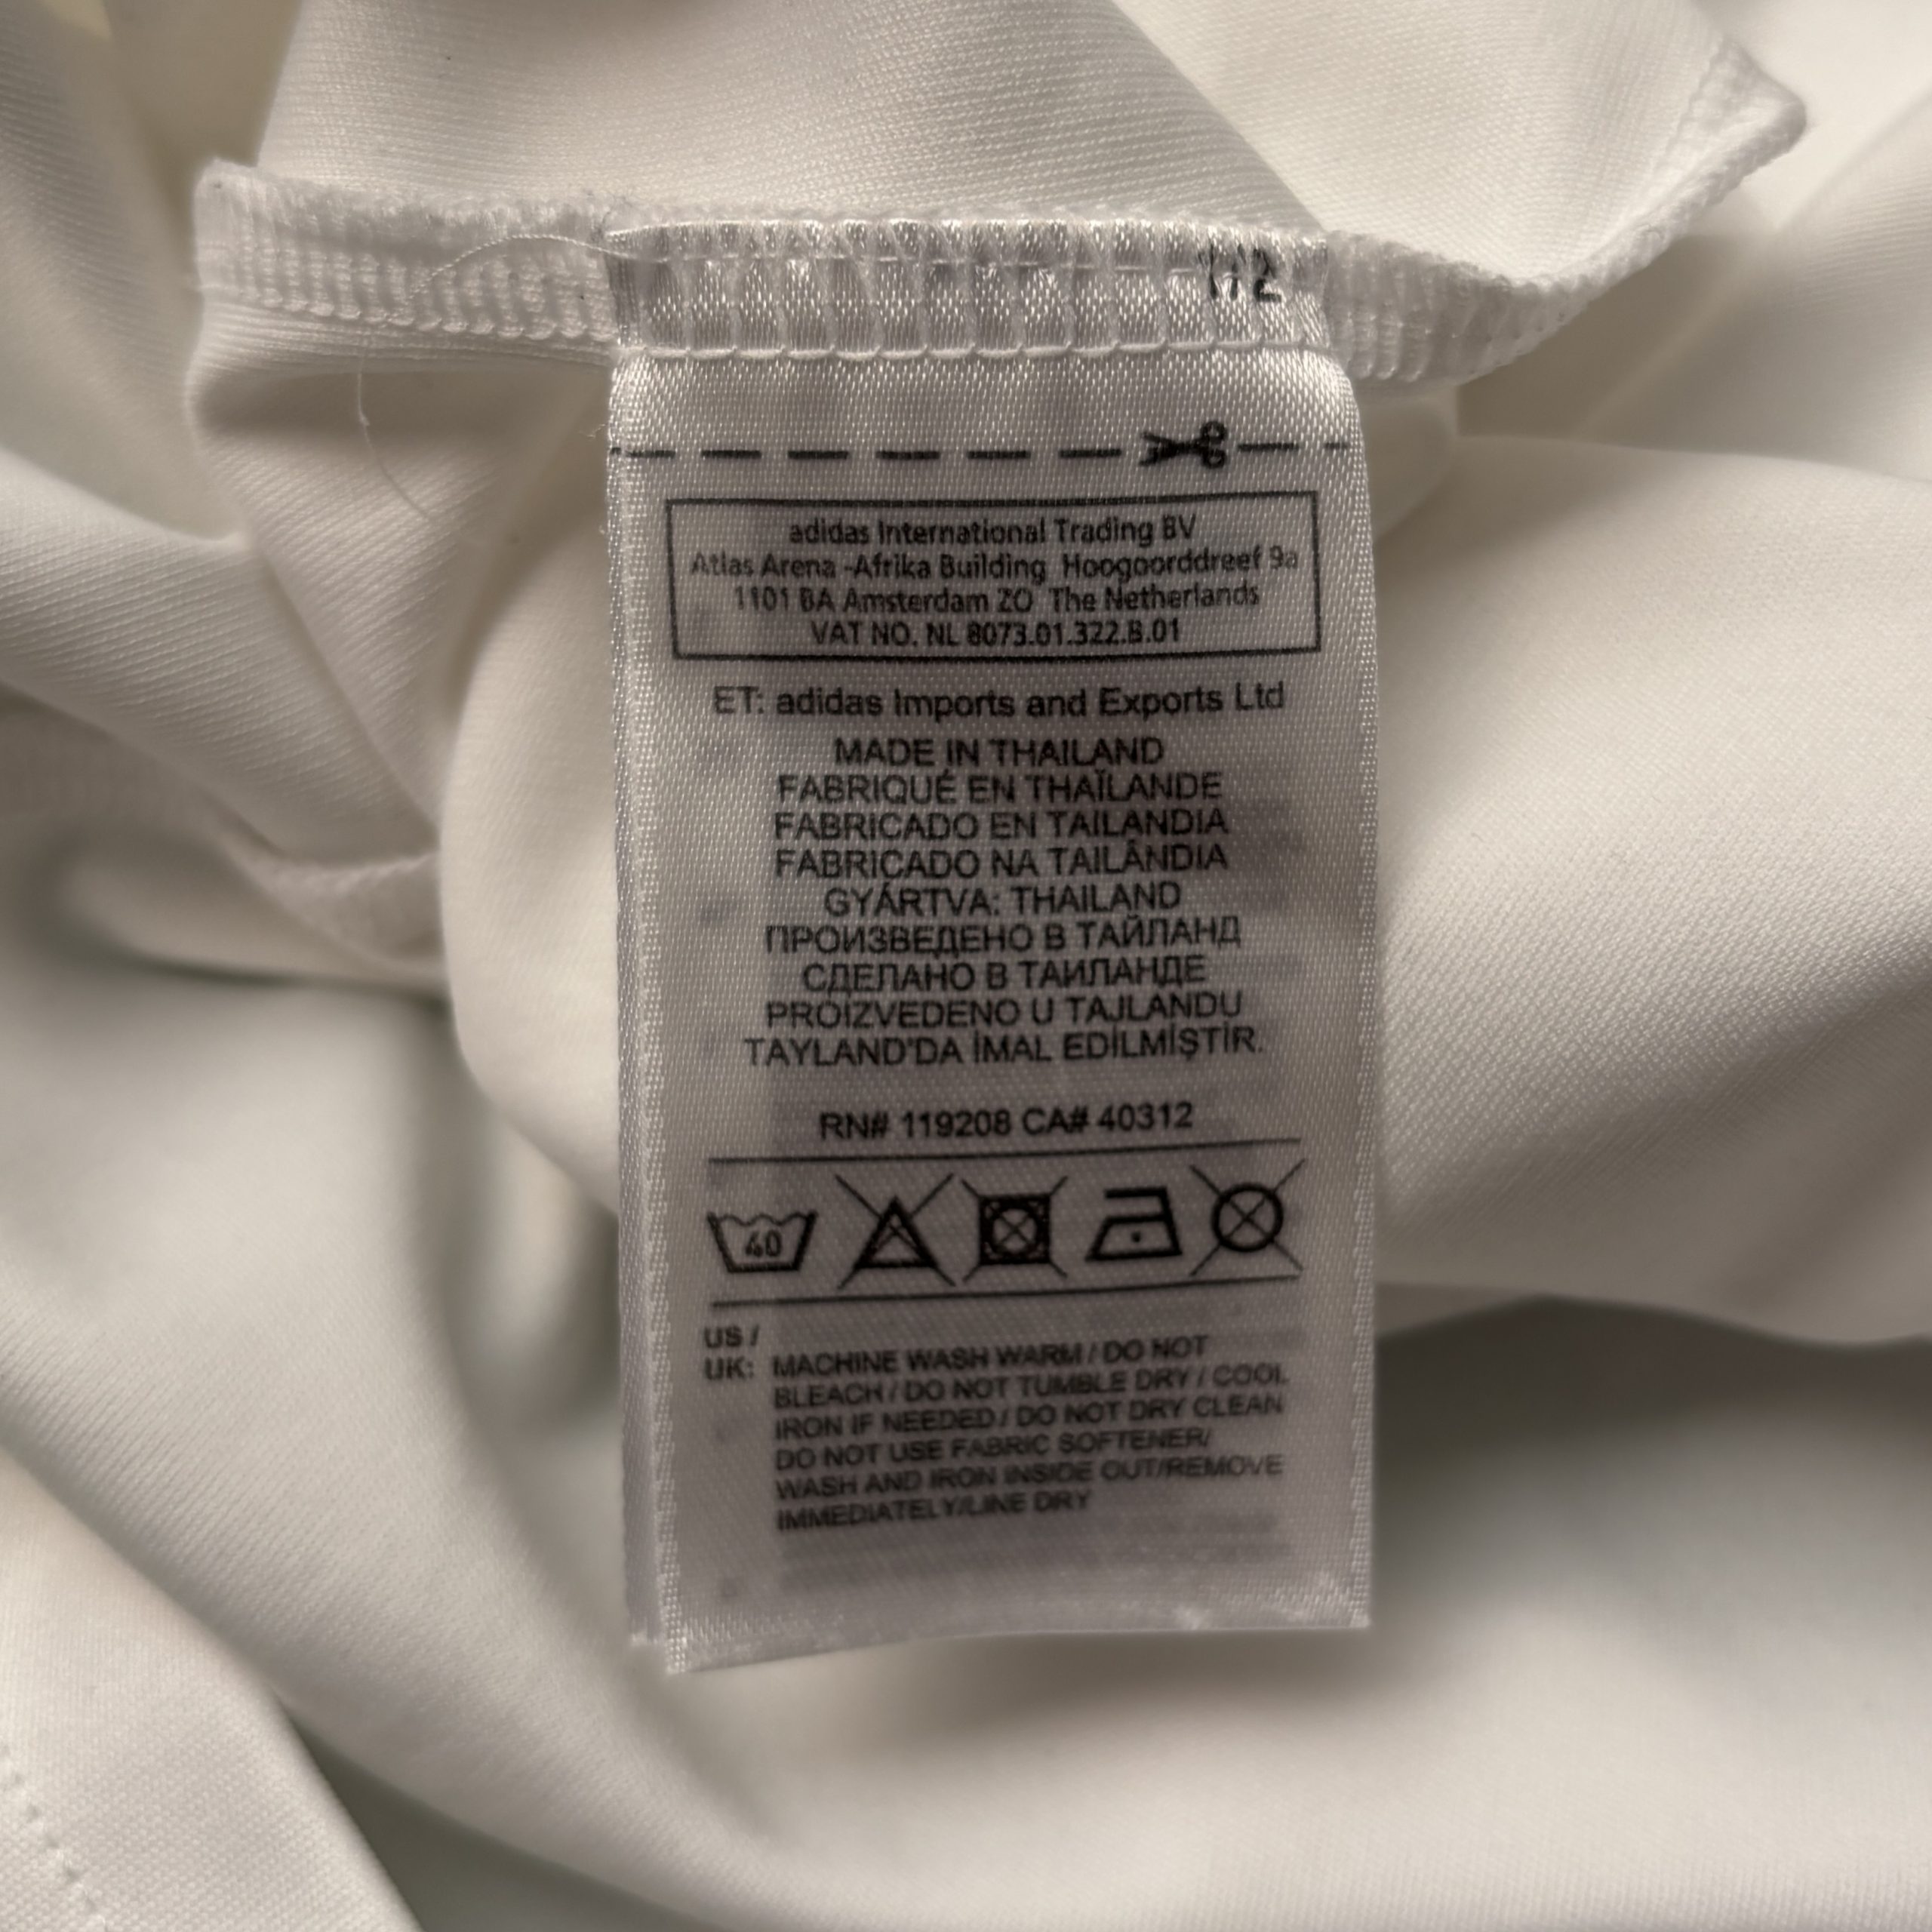 adidas International Trading BV
Atlas Arena -Afrika Building Hoogoorddreef 9a
1101 BA Amsterdam ZO The Netherlands
VAT NO. NL 8073.01.322.B.01
ET: adidas Imports and Exports Ltd
MADE IN THAILAND
FABRIQUÉ EN THAÏLANDE
FABRICADO EN TAILANDIA
FABRICADO NA TAILÂNDIA
GYÁRTVA: THAILAND
ПРОИЗВЕДЕНО В ТАЙЛАНД
СДЕЛАНО В ТАИЛАНДЕ
PROIZVEDENO U TAJLANDU
TAYLAND'DA İMAL EDİLMİŞTİR.
RN# 119208 CA# 40312
40
US /
UK: MACHINE WASH WARM / DO NOT
BLEACH / DO NOT TUMBLE DRY / COOL
IRON IF NEEDED / DO NOT DRY CLEAN
DO NOT USE FABRIC SOFTENER/
WASH AND IRON INSIDE OUT/REMOVE
IMMEDIATELY/LINE DRY